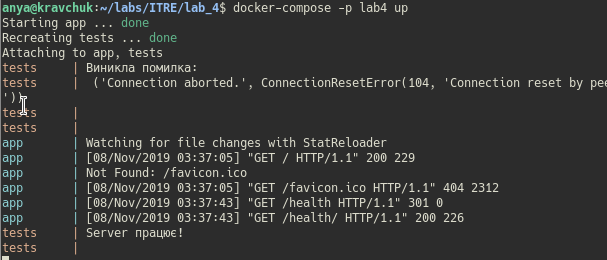 anya@kravchuk:~/labs/ITRE/lab_4$ docker-compose -p lab4 up
Starting app ... done
Recreating tests ... done
Attaching to app, tests
tests     | Виникла помилка:
tests     |  ('Connection aborted.', ConnectionResetError(104, 'Connection reset by pee
'))
tests     |
tests     |
app       | Watching for file changes with StatReloader
app       | [08/Nov/2019 03:37:05] "GET / HTTP/1.1" 200 229
app       | Not Found: /favicon.ico
app       | [08/Nov/2019 03:37:05] "GET /favicon.ico HTTP/1.1" 404 2312
app       | [08/Nov/2019 03:37:43] "GET /health HTTP/1.1" 301 0
app       | [08/Nov/2019 03:37:43] "GET /health/ HTTP/1.1" 200 226
tests     | Server працює!
tests     |